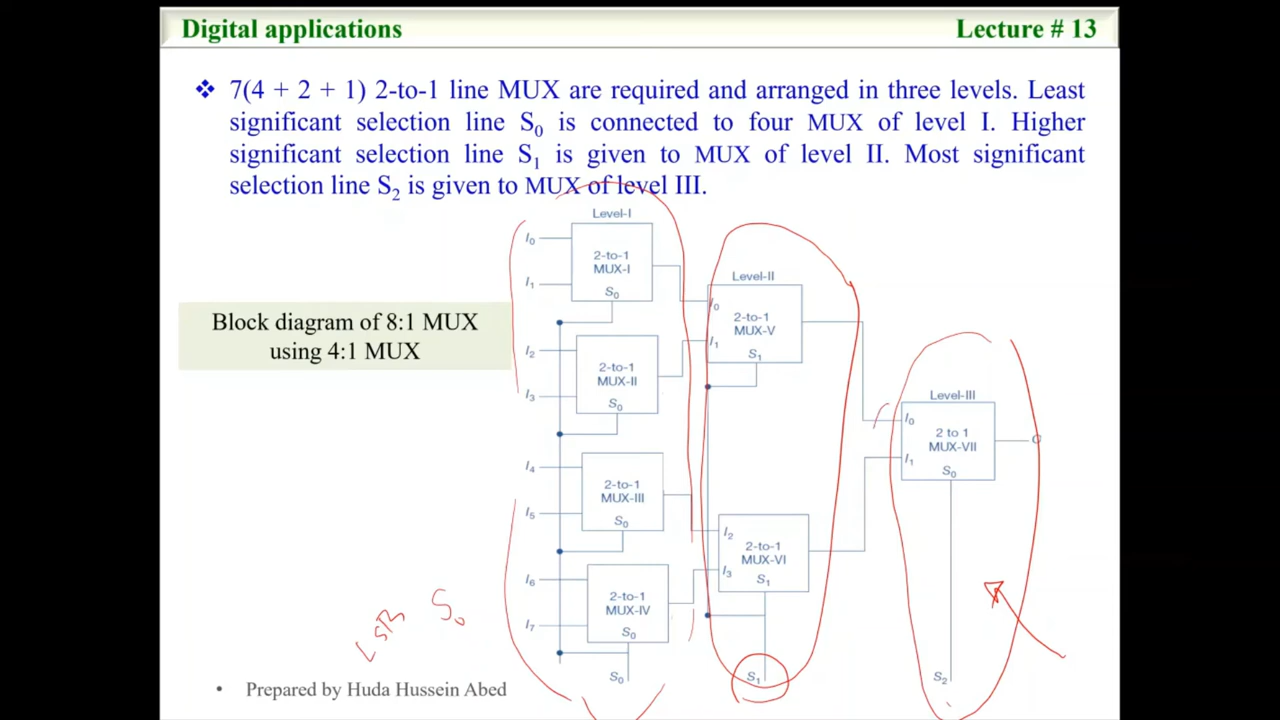 Digital applications
Lecture # 13
❖ 7(4 + 2 + 1) 2-to-1 line MUX are required and arranged in three levels. Least
significant selection line S₀ is connected to four MUX of level I. Higher
significant selection line S₁ is given to MUX of level II. Most significant
selection line S₂ is given to MUX of level III.
Block diagram of 8:1 MUX
using 4:1 MUX
Level-I
I₀
I₁
2-to-1
MUX-I
S₀
I₂
I₃
2-to-1
MUX-II
S₀
I₄
I₅
2-to-1
MUX-III
S₀
I₆
I₇
2-to-1
MUX-IV
S₀
S₀
Level-II
I₀
I₁
2-to-1
MUX-V
S₁
I₂
I₃
2-to-1
MUX-VI
S₁
S₁
Level-III
I₀
I₁
2 to 1
MUX-VII
S₀
O
S₂
LSB S₀
• Prepared by Huda Hussein Abed